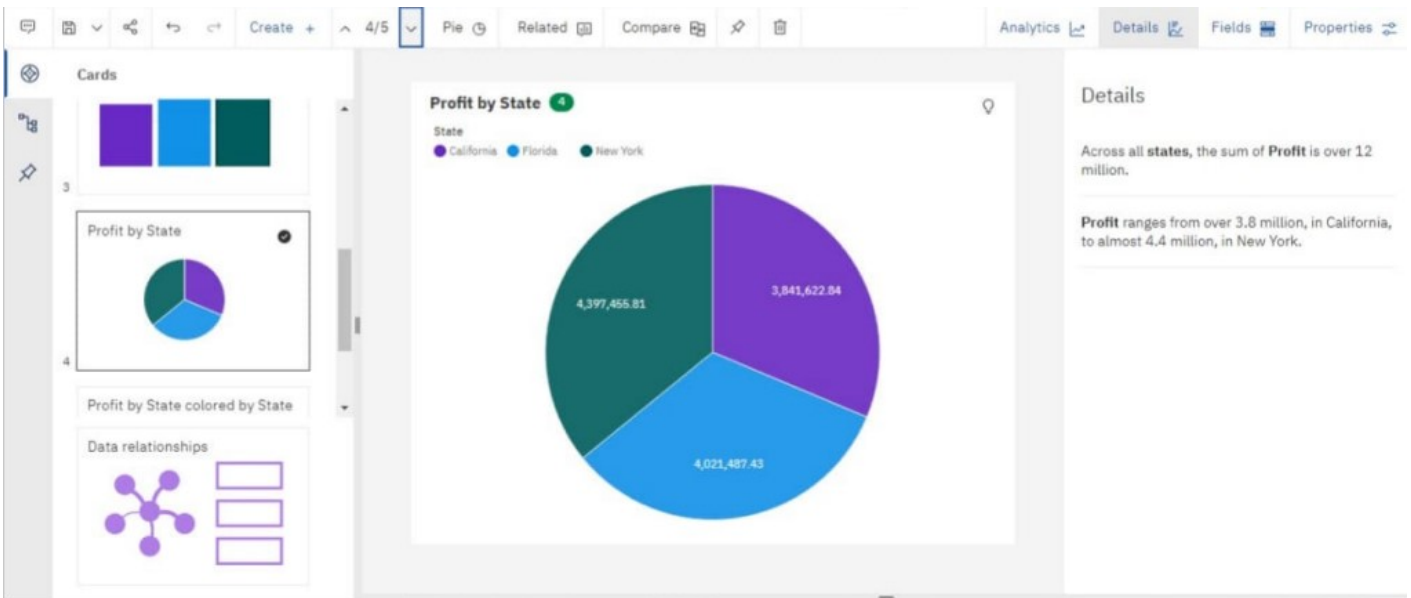 Create +
4/5
Pie
Related
Compare
Analytics
Details
Fields
Properties
Cards
3
Profit by State
4
Profit by State colored by State
Data relationships
Profit by State 4
State
California Florida New York
4,397,455.81
3,841,622.84
4,021,487.43
Details
Across all states, the sum of Profit is over 12
million.
Profit ranges from over 3.8 million, in California,
to almost 4.4 million, in New York.